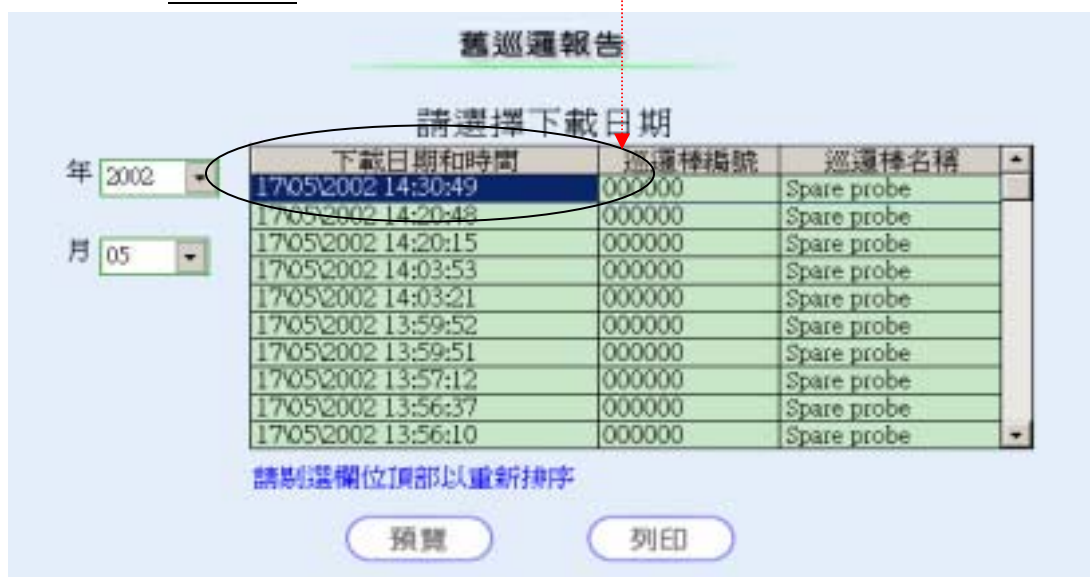 舊巡邏報告
請選擇下載日期
年 2002
月 05
下載日期和時間 巡邏棒編號 巡邏棒名稱
17\05\2002 14:30:49 000000 Spare probe
17\05\2002 14:20:48 000000 Spare probe
17\05\2002 14:20:15 000000 Spare probe
17\05\2002 14:03:53 000000 Spare probe
17\05\2002 14:03:21 000000 Spare probe
17\05\2002 13:59:52 000000 Spare probe
17\05\2002 13:59:51 000000 Spare probe
17\05\2002 13:57:12 000000 Spare probe
17\05\2002 13:56:37 000000 Spare probe
17\05\2002 13:56:10 000000 Spare probe
請剔選欄位頂部以重新排序
預覽 列印